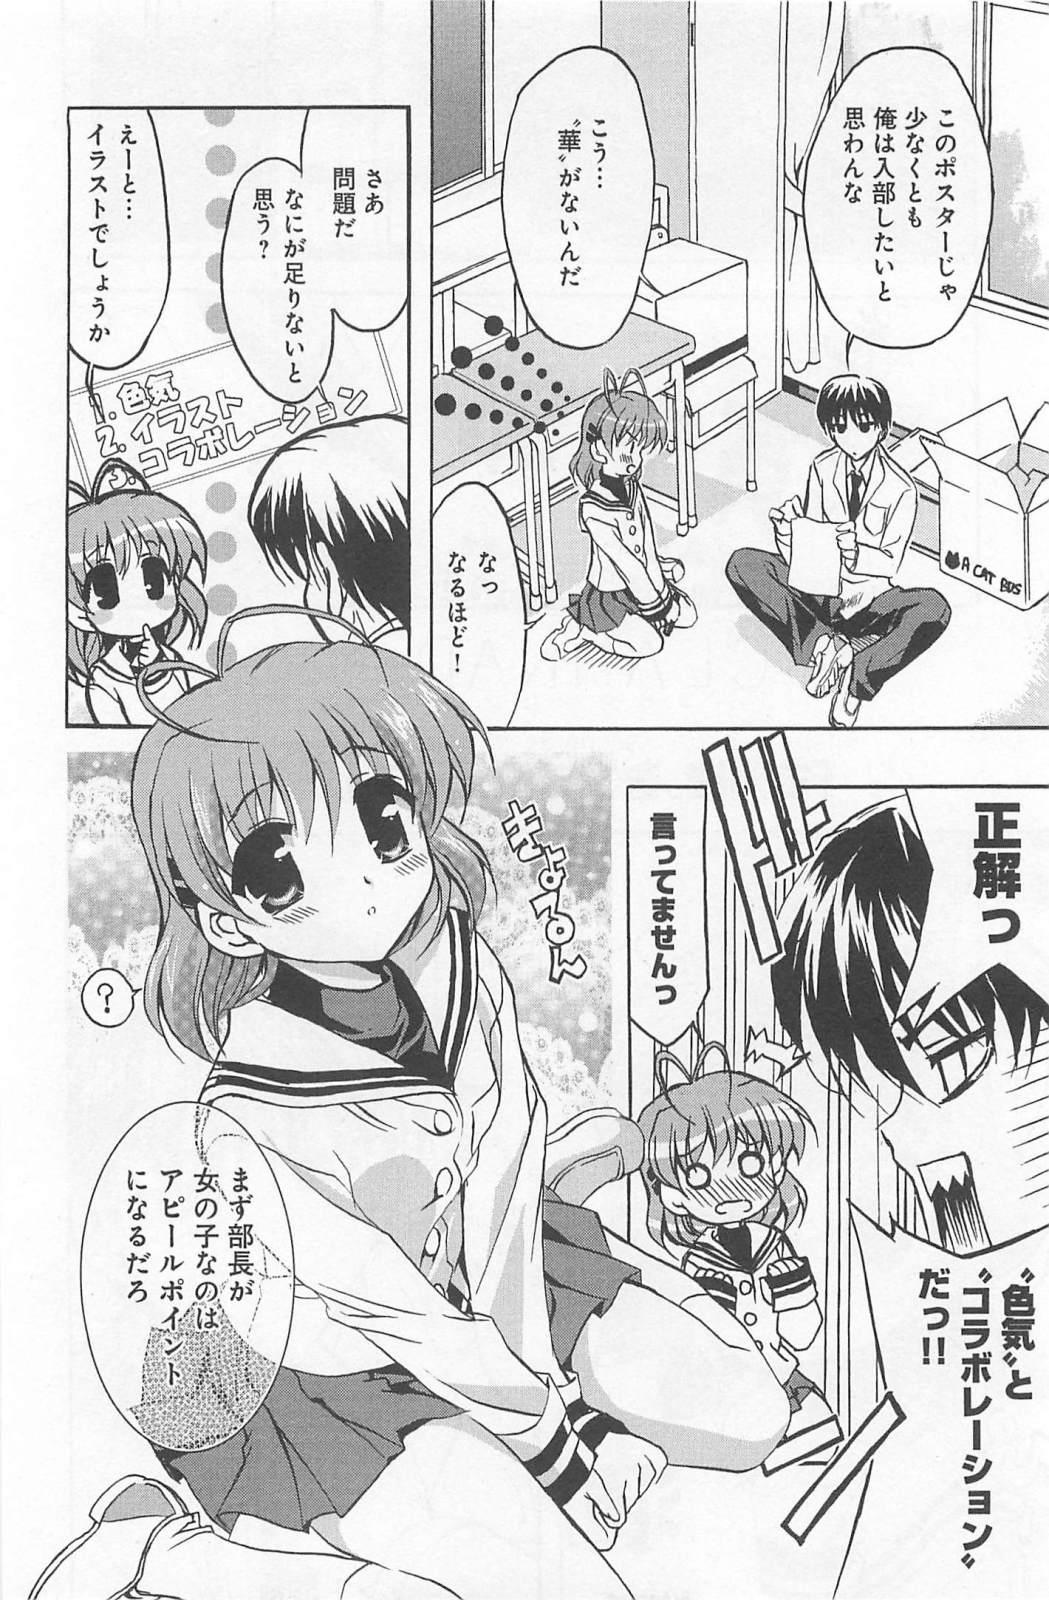 このポスターじゃ
少なくとも
俺は入部したいと
思わんな
こう…
〝華〟がないんだ
A CAT BUS
なっ
なるほど!
さあ
問題だ
なにが足りないと
思う?
えーと…
イラストでしょうか
1. 色気
2. イラスト
3. コラボレーション
正解っ
〝色気〟と
〝コラボレーション〟
だっ!!
言ってませんっ
きょるるん
?
まず部長が
女の子なのは
アピールポイント
になるだろ